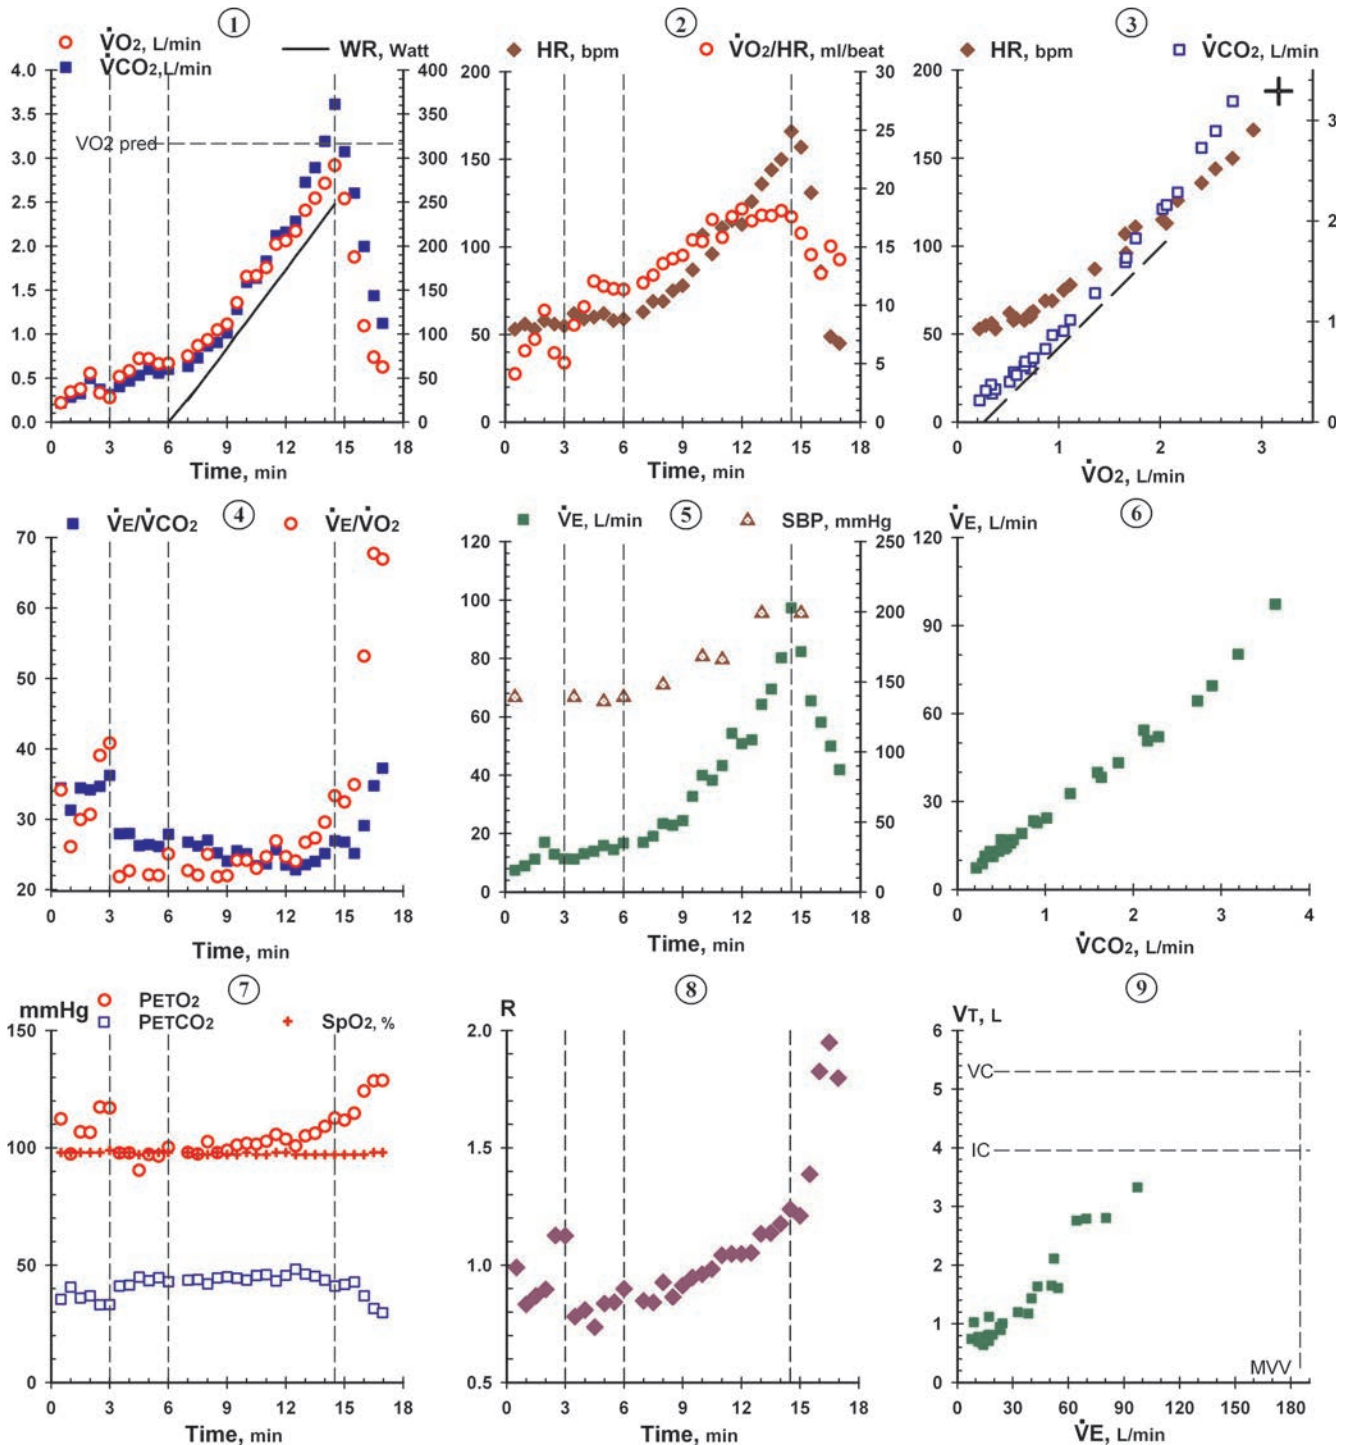 1
V̇O2, L/min
V̇CO2,L/min
WR, Watt
4.0 400
3.5 350
3.0 300
2.5 250
2.0 200
1.5 150
1.0 100
0.5 50
0.0 0
VO2 pred
0 3 6 9 12 15 18
Time, min
2
HR, bpm
V̇O2/HR, ml/beat
200 30
150 25
20
100 15
10
50 5
0 0
0 3 6 9 12 15 18
Time, min
3
HR, bpm
V̇CO2, L/min
200
150 3
100 2
50 1
0 0
0 1 2 3
V̇O2, L/min
4
V̇E/V̇CO2
V̇E/V̇O2
70
60
50
40
30
20
0 3 6 9 12 15 18
Time, min
5
V̇E, L/min
SBP, mmHg
120 250
100 200
80 150
60
40 100
20 50
0 0
0 3 6 9 12 15 18
Time, min
6
V̇E, L/min
120
90
60
30
0
0 1 2 3 4
V̇CO2, L/min
7
mmHg
PETO2
PETCO2
SpO2, %
150
100
50
0
0 3 6 9 12 15 18
Time, min
8
R
2.0
1.5
1.0
0.5
0 3 6 9 12 15 18
Time, min
9
VT, L
6
5
4
3
2
1
0
VC
IC
MVV
0 30 60 90 120 150 180
V̇E, L/min